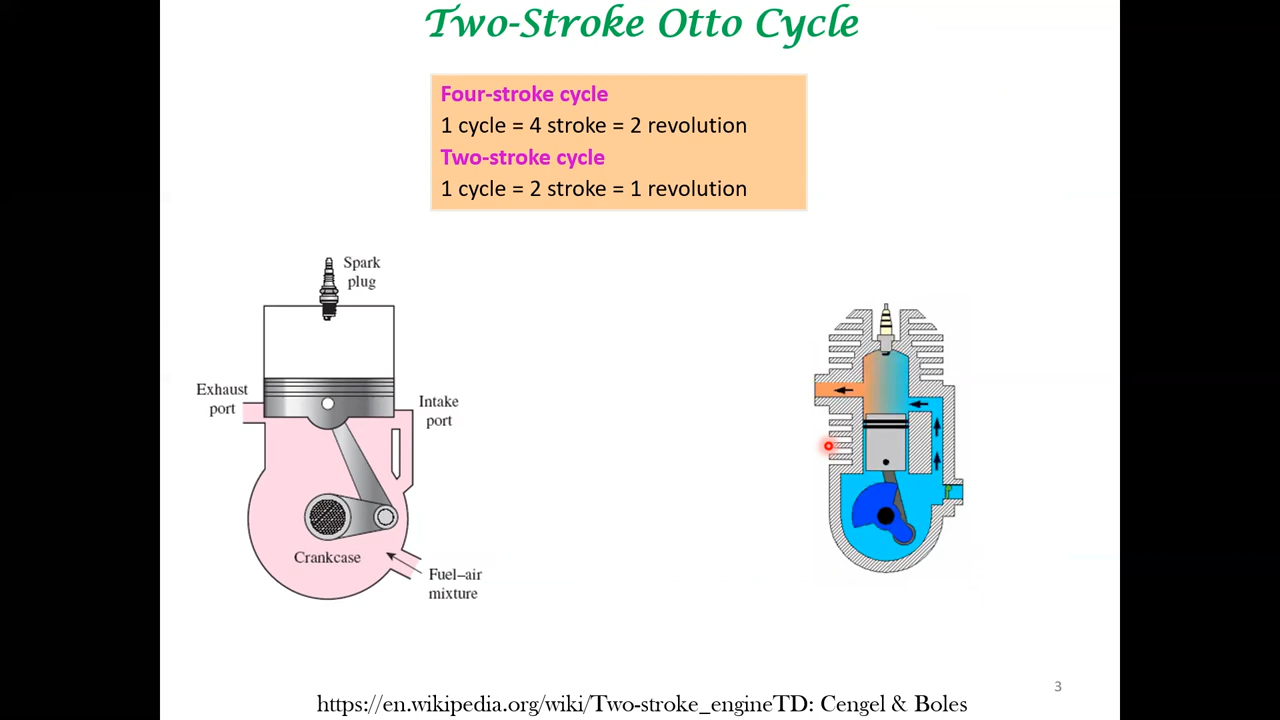 Two-Stroke Otto Cycle
Four-stroke cycle
1 cycle = 4 stroke = 2 revolution
Two-stroke cycle
1 cycle = 2 stroke = 1 revolution
Spark
plug
Exhaust
port
Intake
port
Crankcase
Fuel–air
mixture
3
https://en.wikipedia.org/wiki/Two-stroke_engineTD: Cengel & Boles